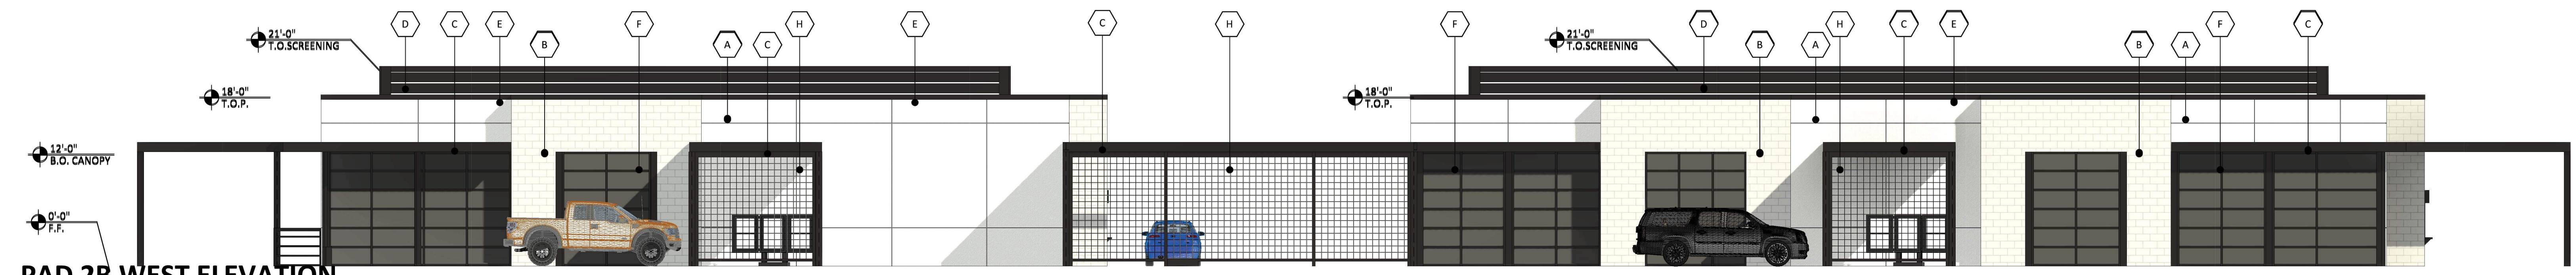 D C E F H E C H F D H C E F C
B A C B A B A
21'-0"
T.O.SCREENING
21'-0"
T.O.SCREENING
18'-0"
T.O.P.
18'-0"
T.O.P.
12'-0"
B.O. CANOPY
0'-0"
F.F.
PAD 2B WEST ELEVATION